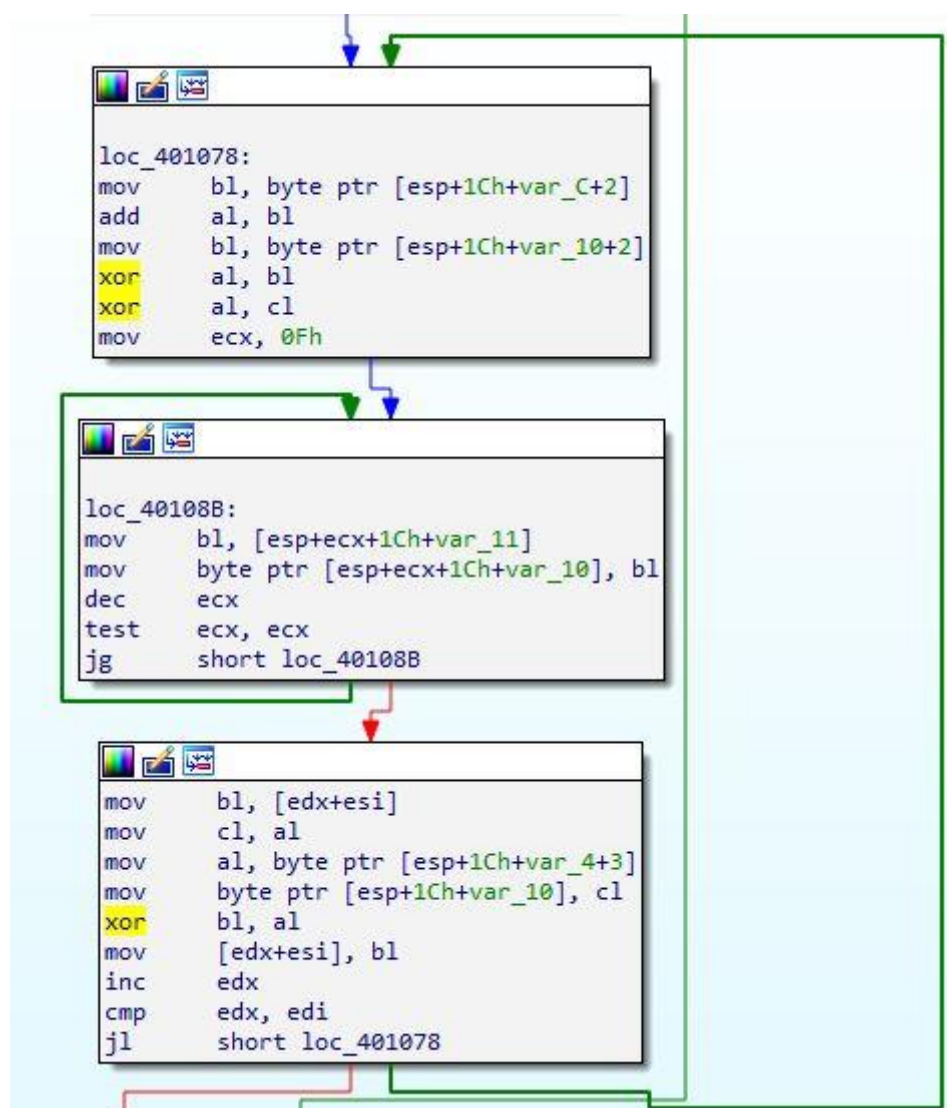 loc_401078:
mov bl, byte ptr [esp+1Ch+var_C+2]
add al, bl
mov bl, byte ptr [esp+1Ch+var_10+2]
xor al, bl
xor al, cl
mov ecx, 0Fh
loc_40108B:
mov bl, [esp+ecx+1Ch+var_11]
mov byte ptr [esp+ecx+1Ch+var_10], bl
dec ecx
test ecx, ecx
jg short loc_40108B
mov bl, [edx+esi]
mov cl, al
mov al, byte ptr [esp+1Ch+var_4+3]
mov byte ptr [esp+1Ch+var_10], cl
xor bl, al
mov [edx+esi], bl
inc edx
cmp edx, edi
jl short loc_401078